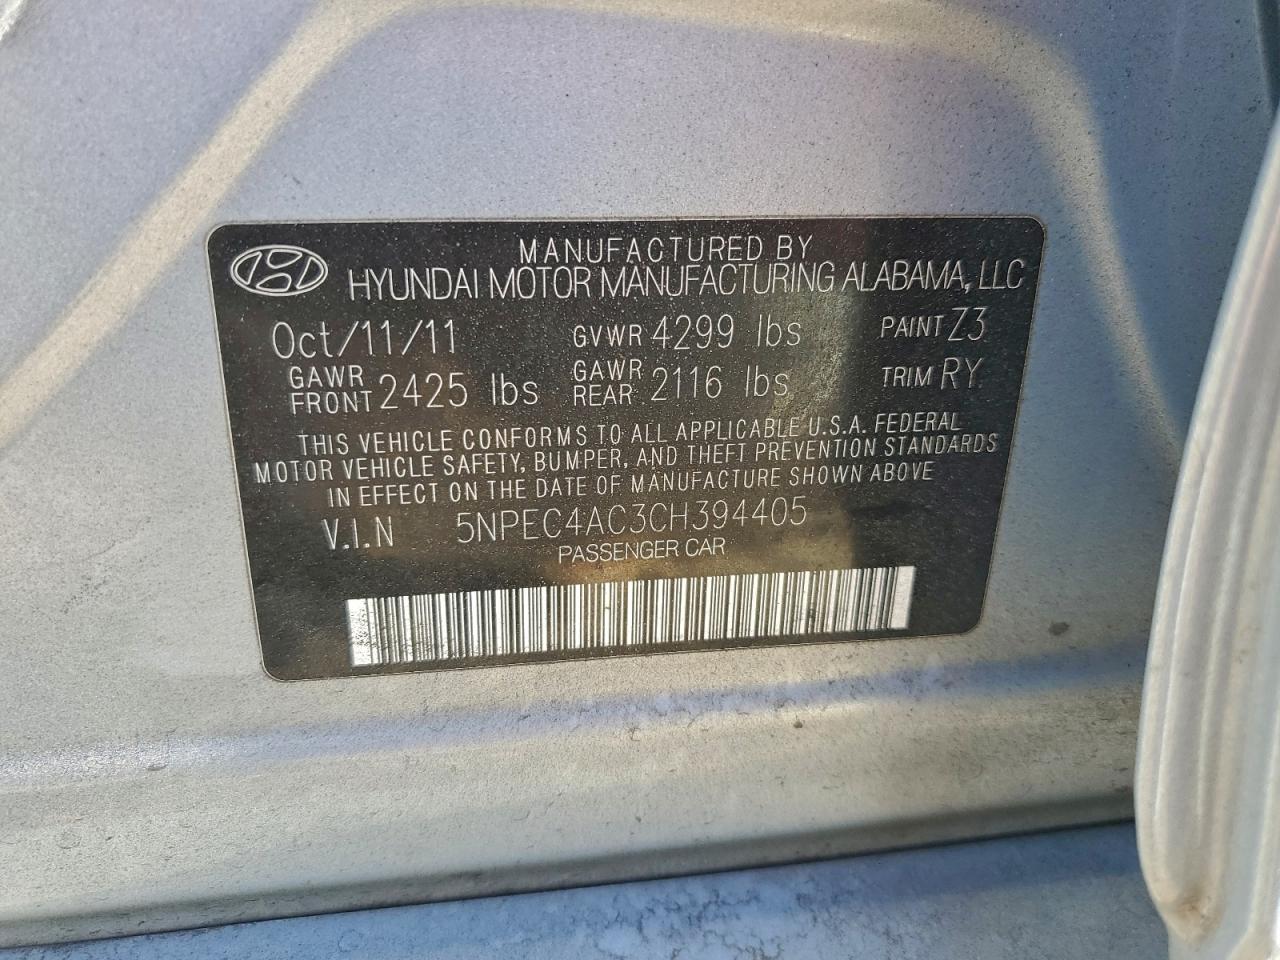 MANUFACTURED BY
HYUNDAI MOTOR MANUFACTURING ALABAMA, LLC
Oct/11/11 GVWR 4299 lbs PAINT Z3
GAWR FRONT 2425 lbs GAWR REAR 2116 lbs TRIM RY
THIS VEHICLE CONFORMS TO ALL APPLICABLE U.S.A. FEDERAL
MOTOR VEHICLE SAFETY, BUMPER, AND THEFT PREVENTION STANDARDS
IN EFFECT ON THE DATE OF MANUFACTURE SHOWN ABOVE
V.I.N 5NPEC4AC3CH394405
PASSENGER CAR